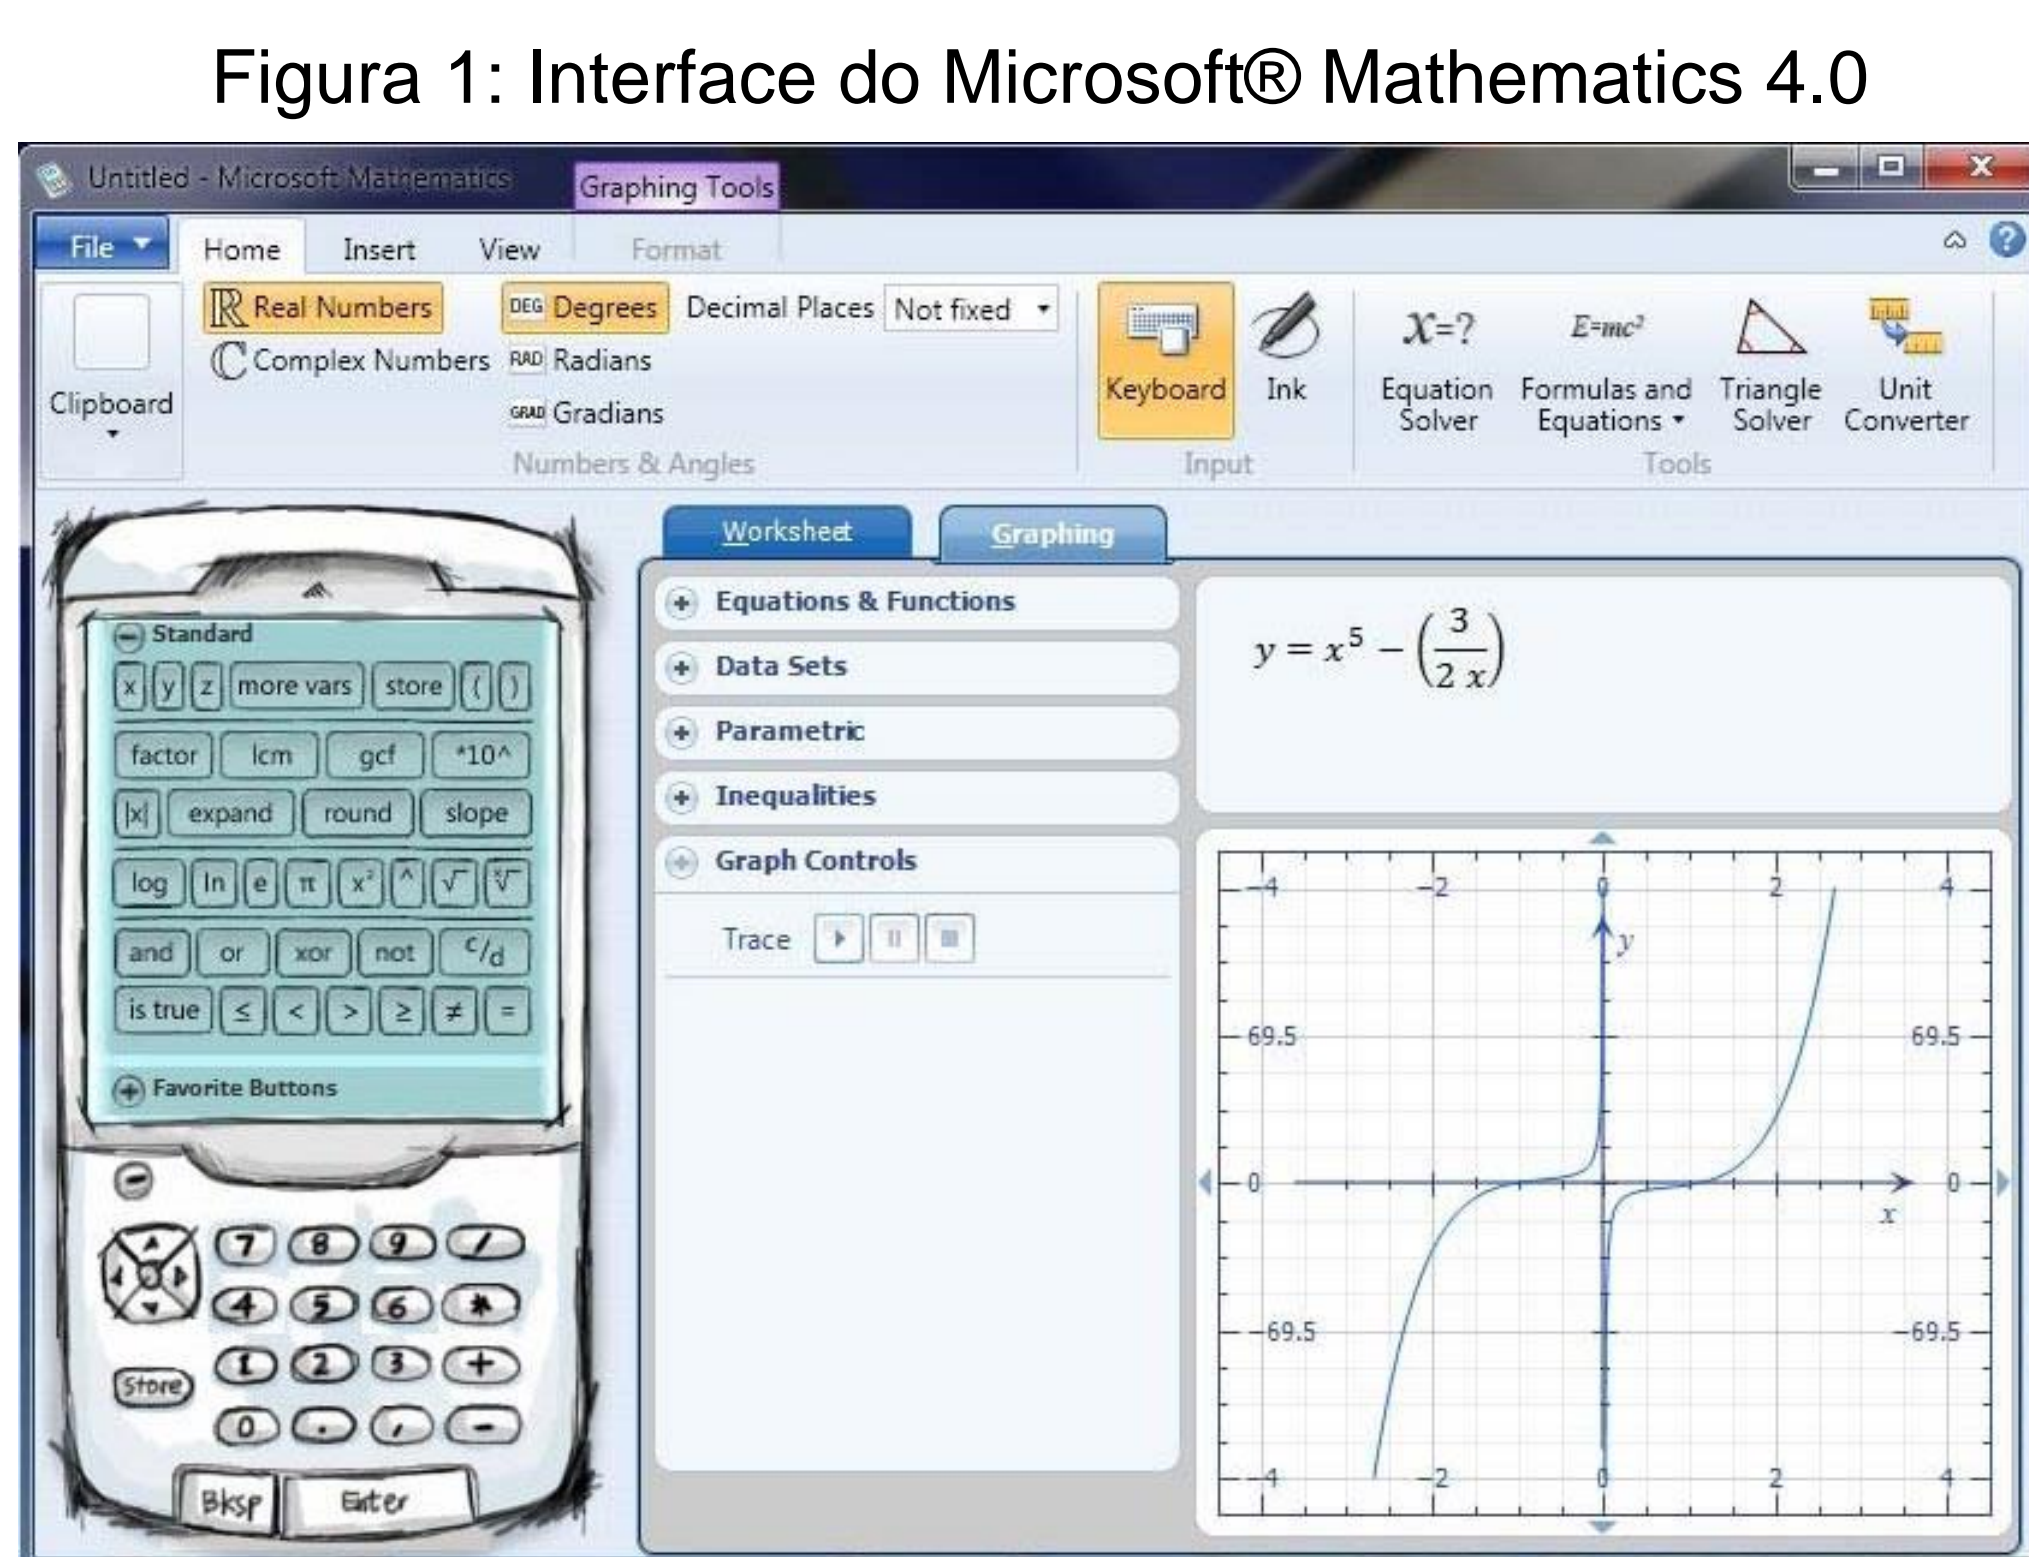 Figura 1: Interface do Microsoft® Mathematics 4.0
Untitled - Microsoft Mathematics
Graphing Tools
File Home Insert View Format
Clipboard
ℝ Real Numbers
ℂ Complex Numbers
DEG Degrees
RAD Radians
GRAD Gradians
Decimal Places Not fixed
Numbers & Angles
Keyboard
Ink
Input
X=?
Equation
Solver
E=mc²
Formulas and
Equations
Triangle
Solver
Unit
Converter
Tools
Worksheet
Graphing
Standard
x y z more vars store ( )
factor lcm gcf *10^
|x| expand round slope
log ln e π x² ^ √ ˣ√
and or xor not c/d
is true ≤ < > ≥ ≠ =
Favorite Buttons
7 8 9 /
4 5 6 *
Store
1 2 3 +
0 . , -
Bksp Enter
Equations & Functions
Data Sets
Parametric
Inequalities
Graph Controls
Trace
y = x⁵ − (3/2 x)
-4 -2 0 2 4
y
69.5 69.5
0 0
x
-69.5 -69.5
-4 -2 0 2 4